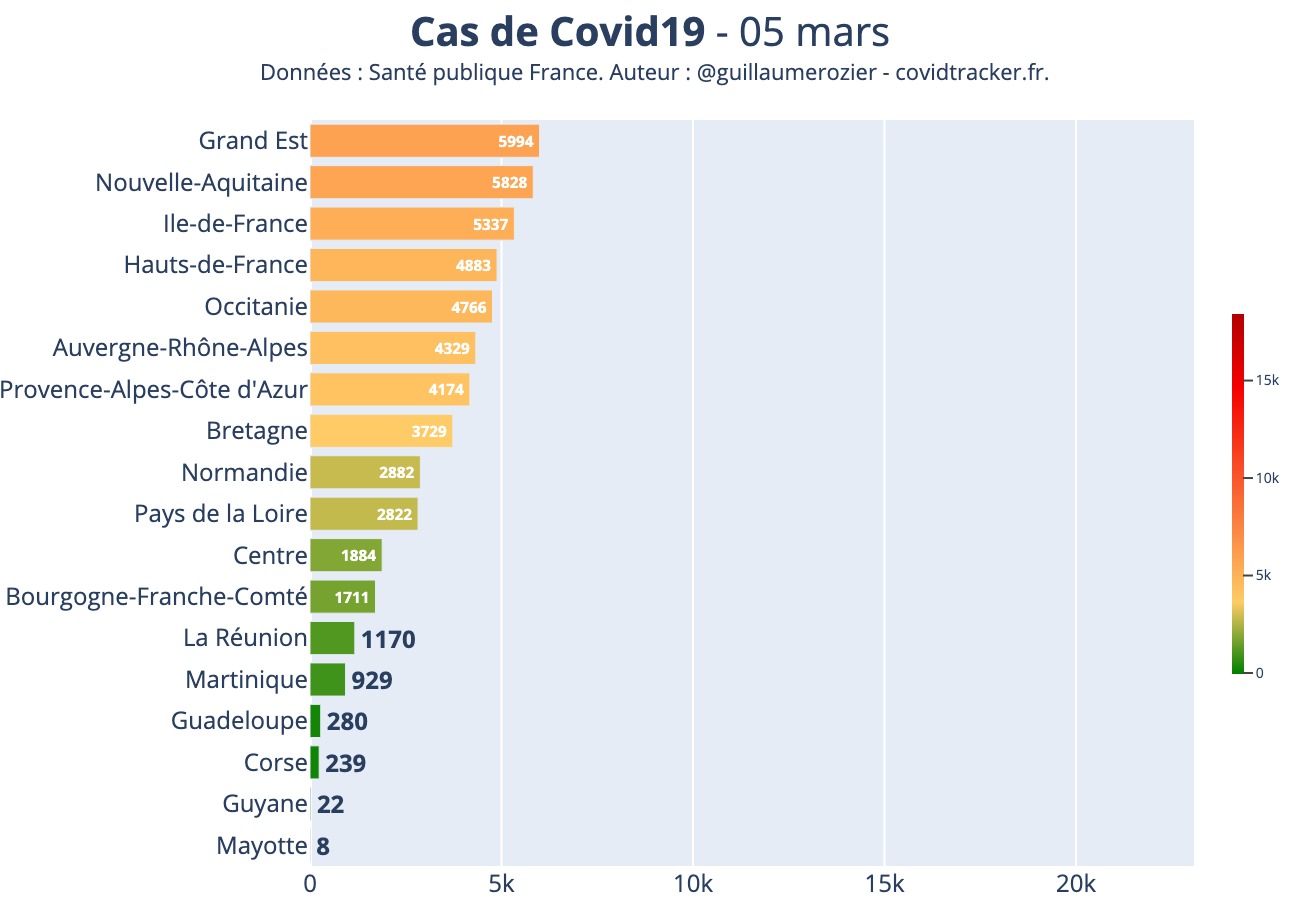 Cas de Covid19 - 05 mars
Données : Santé publique France. Auteur : @guillaumerozier - covidtracker.fr.
Grand Est 5994
Nouvelle-Aquitaine 5828
Ile-de-France 5337
Hauts-de-France 4883
Occitanie 4766
Auvergne-Rhône-Alpes 4329
Provence-Alpes-Côte d'Azur 4174
Bretagne 3729
Normandie 2882
Pays de la Loire 2822
Centre 1884
Bourgogne-Franche-Comté 1711
La Réunion 1170
Martinique 929
Guadeloupe 280
Corse 239
Guyane 22
Mayotte 8
0 5k 10k 15k 20k
15k
10k
5k
0